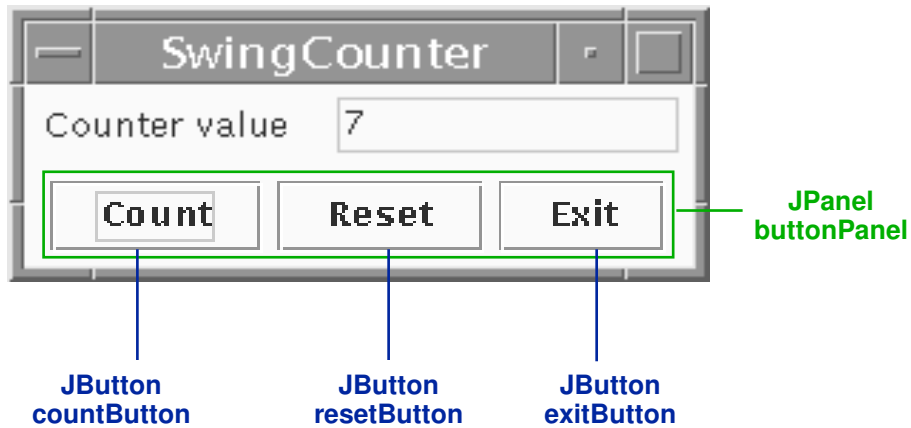 SwingCounter
Counter value 7
Count Reset Exit
JPanel
buttonPanel
JButton JButton JButton
countButton resetButton exitButton